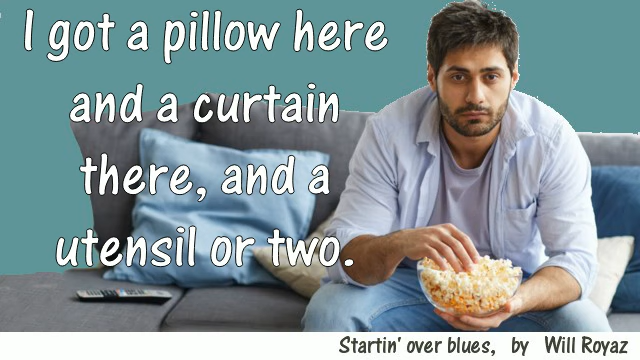 I got a pillow here
and a curtain
there, and a
utensil or two.
Startin' over blues, by Will Royaz